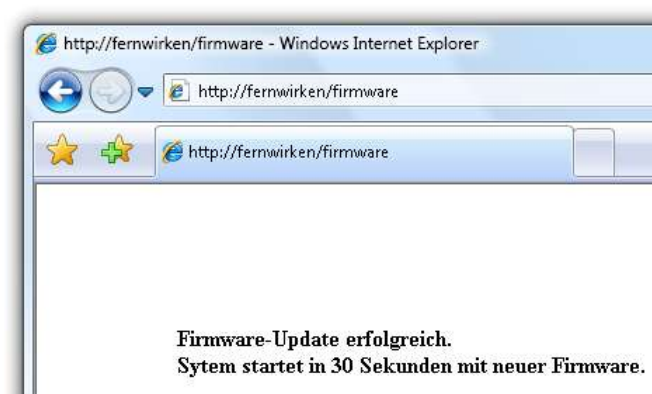 http://fernwirken/firmware - Windows Internet Explorer
http://fernwirken/firmware
http://fernwirken/firmware
Firmware-Update erfolgreich.
Sytem startet in 30 Sekunden mit neuer Firmware.